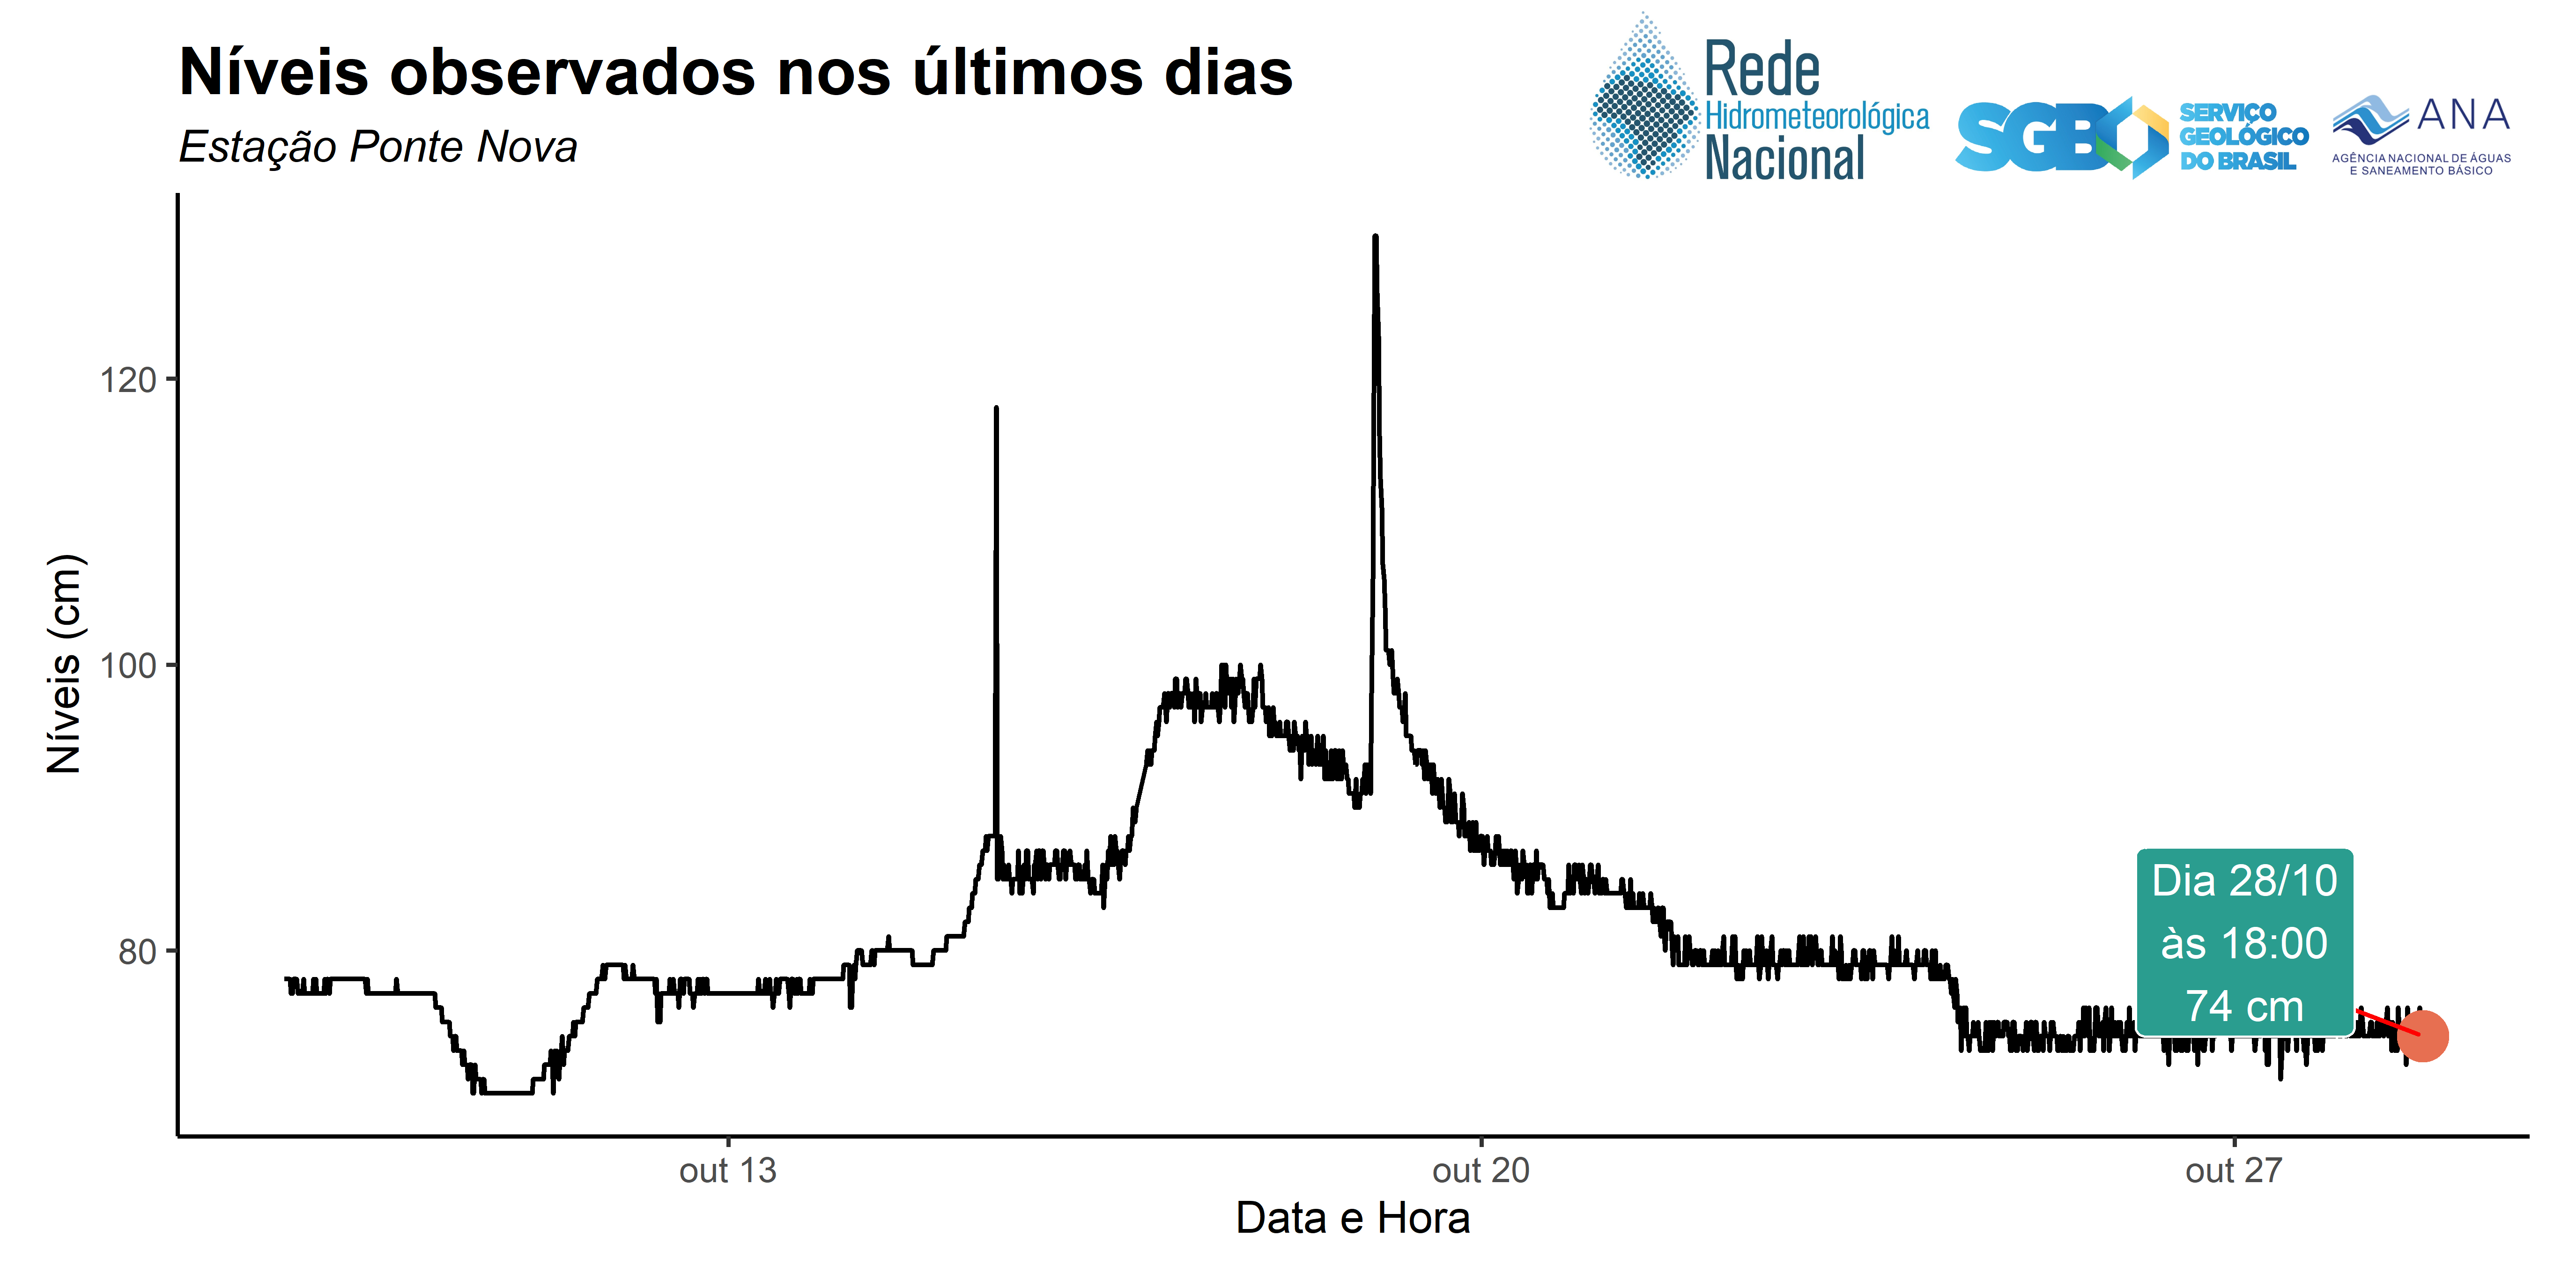 Níveis observados nos últimos dias
Estação Ponte Nova
Rede
Hidrometeorológica
Nacional
SGB
SERVIÇO
GEOLÓGICO
DO BRASIL
ANA
AGÊNCIA NACIONAL DE ÁGUAS
E SANEAMENTO BÁSICO
Níveis (cm)
120
100
80
Dia 28/10
às 18:00
74 cm
out 13
out 20
out 27
Data e Hora